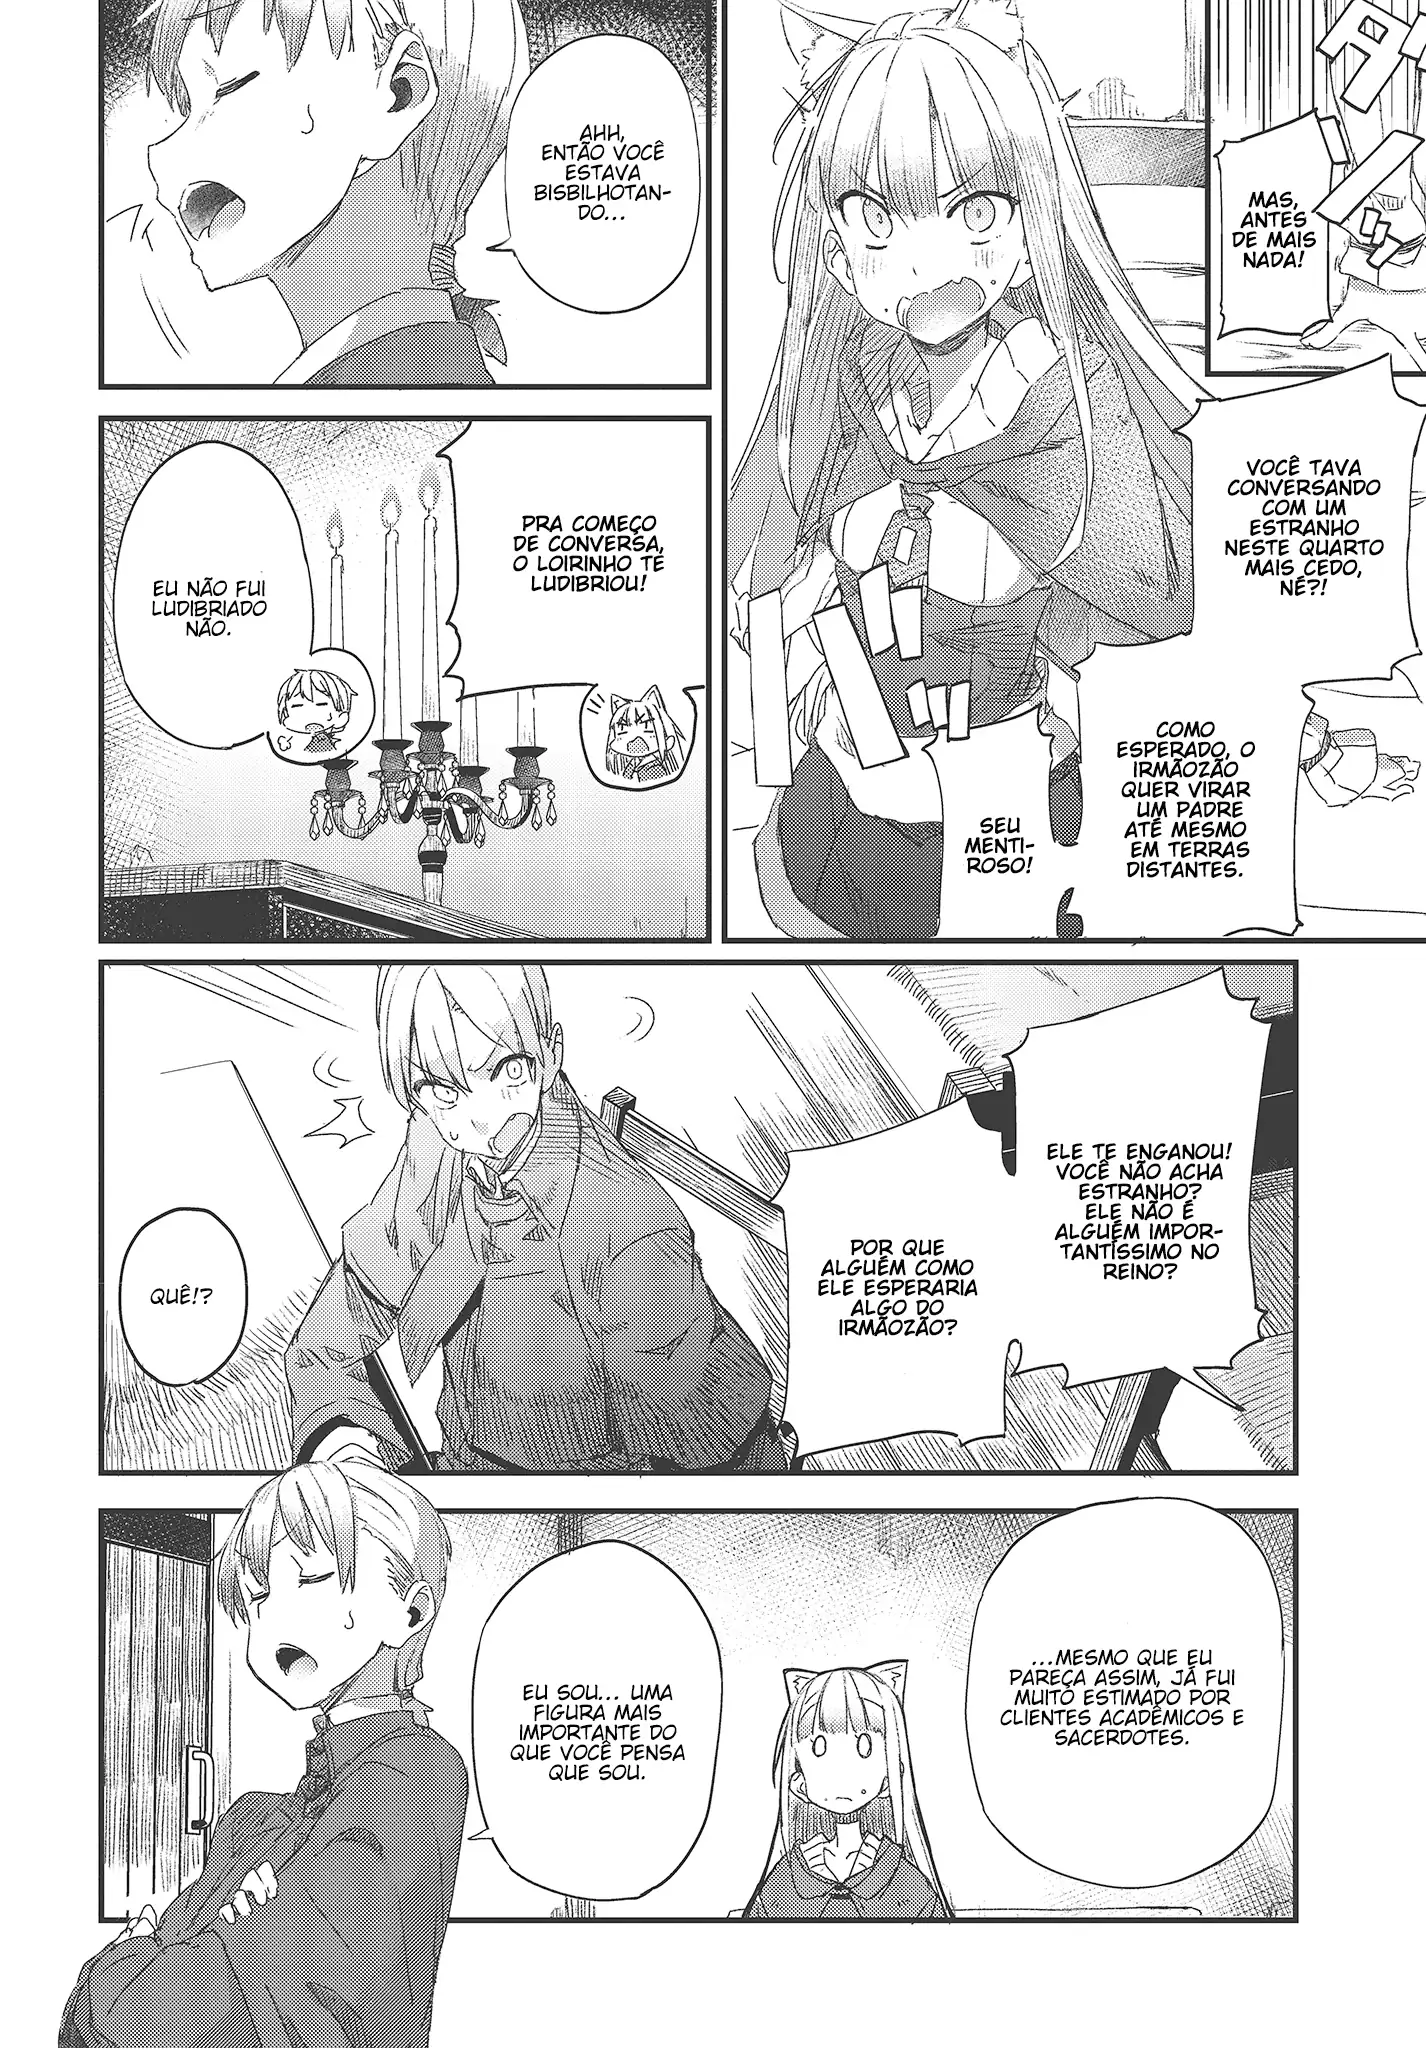 MAS,
ANTES
DE MAIS
NADA!
VOCÊ TAVA
CONVERSANDO
COM UM
ESTRANHO
NESTE QUARTO
MAIS CEDO,
NÉ?!
COMO
ESPERADO, O
IRMÃOZÃO
QUER VIRAR
UM PADRE
ATÉ MESMO
EM TERRAS
DISTANTES.
SEU
MENTI-
ROSO!
AHH,
ENTÃO VOCÊ
ESTAVA
BISBILHOTAN-
DO...
PRA COMEÇO
DE CONVERSA,
O LOIRINHO TE
LUDIBRIOU!
EU NÃO FUI
LUDIBRIADO
NÃO.
ELE TE ENGANOU!
VOCÊ NÃO ACHA
ESTRANHO?
ELE NÃO É
ALGUÉM IMPOR-
TANTÍSSIMO NO
REINO?
POR QUE
ALGUÉM COMO
ELE ESPERARIA
ALGO DO
IRMÃOZÃO?
QUÊ!?
...MESMO QUE EU
PAREÇA ASSIM, JÁ FUI
MUITO ESTIMADO POR
CLIENTES ACADÊMICOS E
SACERDOTES.
EU SOU... UMA
FIGURA MAIS
IMPORTANTE DO
QUE VOCÊ PENSA
QUE SOU.